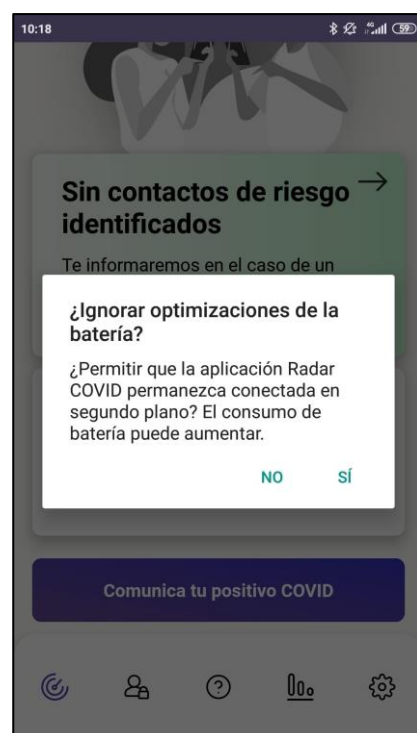 10:18
4G
59
Sin contactos de riesgo
identificados
Te informaremos en el caso de un
¿Ignorar optimizaciones de la
batería?
¿Permitir que la aplicación Radar
COVID permanezca conectada en
segundo plano? El consumo de
batería puede aumentar.
NO SÍ
Comunica tu positivo COVID